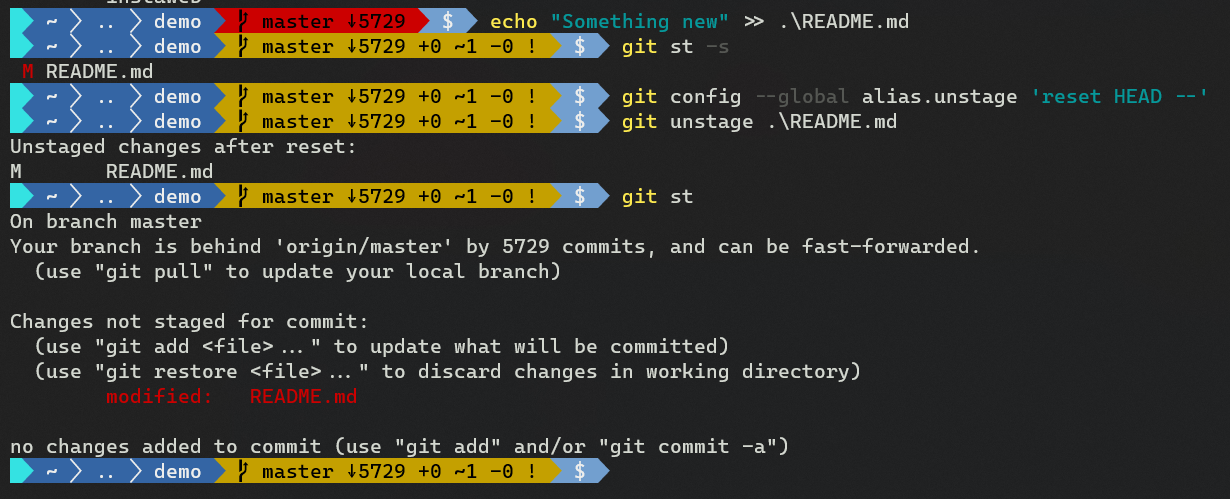 ~ .. demo master ↓5729 $ echo "Something new" >> .\README.md
~ .. demo master ↓5729 +0 ~1 -0 ! $ git st -s
 M README.md
~ .. demo master ↓5729 +0 ~1 -0 ! $ git config --global alias.unstage 'reset HEAD --'
~ .. demo master ↓5729 +0 ~1 -0 ! $ git unstage .\README.md
Unstaged changes after reset:
M       README.md
~ .. demo master ↓5729 +0 ~1 -0 ! $ git st
On branch master
Your branch is behind 'origin/master' by 5729 commits, and can be fast-forwarded.
  (use "git pull" to update your local branch)

Changes not staged for commit:
  (use "git add <file>..." to update what will be committed)
  (use "git restore <file>..." to discard changes in working directory)
        modified:   README.md

no changes added to commit (use "git add" and/or "git commit -a")
~ .. demo master ↓5729 +0 ~1 -0 ! $